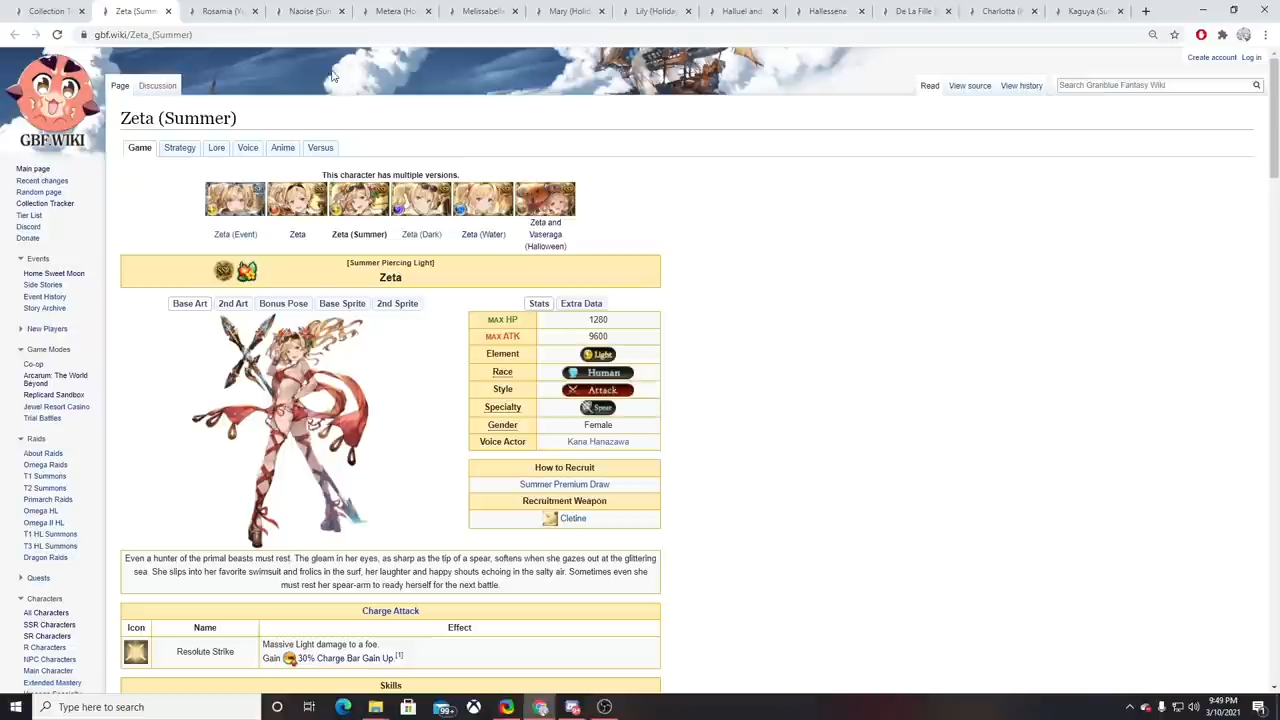 Zeta (Summer)
Raziel (Sur
Anoise (Sun
Melissabelle
Mary (Holid
Lily (Holiday
Halluel and
Hallessena
De La Fille
Charlotta (H
Kaguya (Sur
gbf.wiki/Zeta_(Summer)
Create account Log in
Page Discussion Read View source View history Search Granblue Fantasy Wiki
GBF.WIKI
Zeta (Summer)
Game Strategy Lore Voice Anime Versus
This character has multiple versions.
Zeta (Event) Zeta Zeta (Summer) Zeta (Dark) Zeta (Water) Zeta and Vaseraga (Halloween)
[Summer Piercing Light]
Zeta
Base Art 2nd Art Bonus Pose Base Sprite 2nd Sprite
Stats Extra Data
MAX HP 1280
MAX ATK 9600
Element Light
Race Human
Style Attack
Specialty Spear
Gender Female
Voice Actor Kana Hanazawa
How to Recruit
Summer Premium Draw
Recruitment Weapon
Cletine
Even a hunter of the primal beasts must rest. The gleam in her eyes, as sharp as the tip of a spear, softens when she gazes out at the glittering
sea. She slips into her favorite swimsuit and frolics in the surf, her laughter and happy shouts echoing in the salty air. Sometimes even she
must rest her spear-arm to ready herself for the next battle.
Charge Attack
Icon Name Effect
Resolute Strike
Massive Light damage to a foe.
Gain 30% Charge Bar Gain Up.[1]
Skills
Main page
Recent changes
Random page
Collection Tracker
Tier List
Discord
Donate
Events
Home Sweet Moon
Side Stories
Event History
Story Archive
New Players
Game Modes
Co-op
Arcarum: The World
Beyond
Replicard Sandbox
Jewel Resort Casino
Trial Battles
Raids
About Raids
Omega Raids
T1 Summons
T2 Summons
Primarch Raids
Omega HL
Omega II HL
T1 HL Summons
T3 HL Summons
Dragon Raids
Quests
Characters
All Characters
SSR Characters
SR Characters
R Characters
NPC Characters
Main Character
Extended Mastery
Type here to search
99+
9:49 PM
3/10/2021